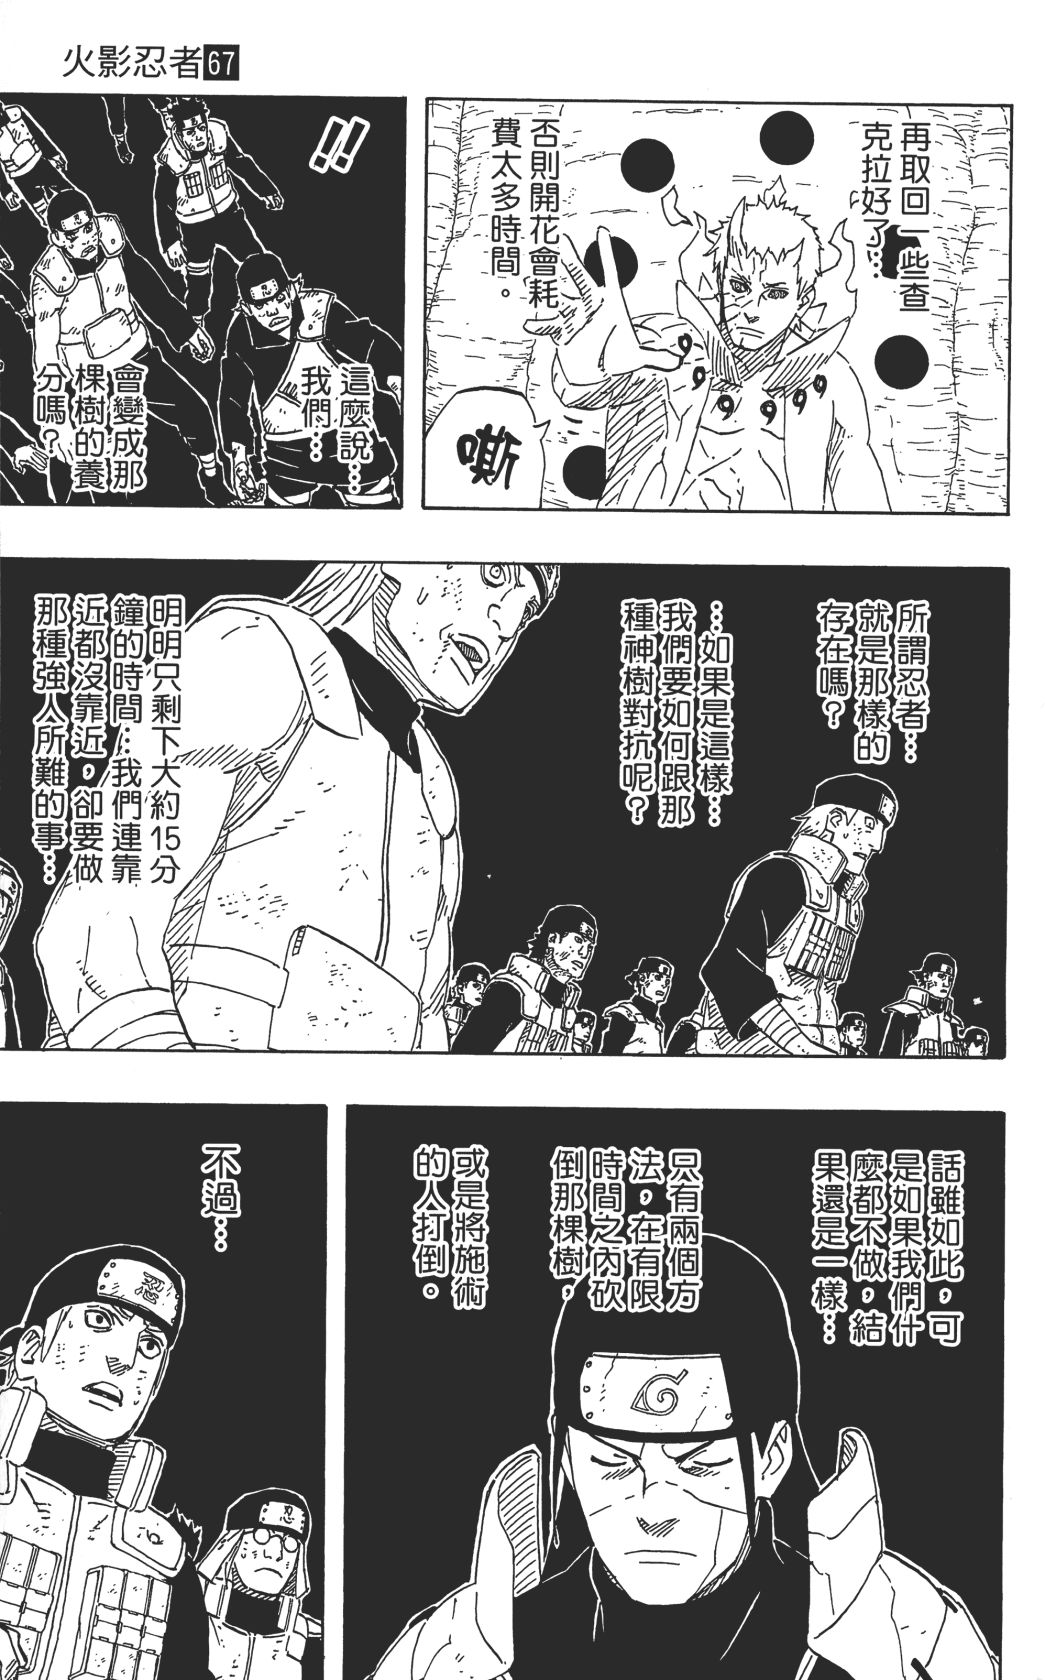 火影忍者67
再取回一些查
克拉好了…
否則開花會耗
費太多時間。
嘶
!!
這麼說…
我們…
會變成那
棵樹的養
分嗎？
所謂忍者…
就是那樣的
存在嗎？
…如果是這樣…
我們要如何跟那
種神樹對抗呢？
明明只剩下大約15分
鐘的時間…我們連靠
近都沒靠近，卻要做
那種強人所難的事…
話雖如此，可
是如果我們什
麼都不做，結
果還是一樣…
只有兩個方
法，在有限
時間之內砍
倒那棵樹，
或是將施術
的人打倒。
不過…
忍
忍